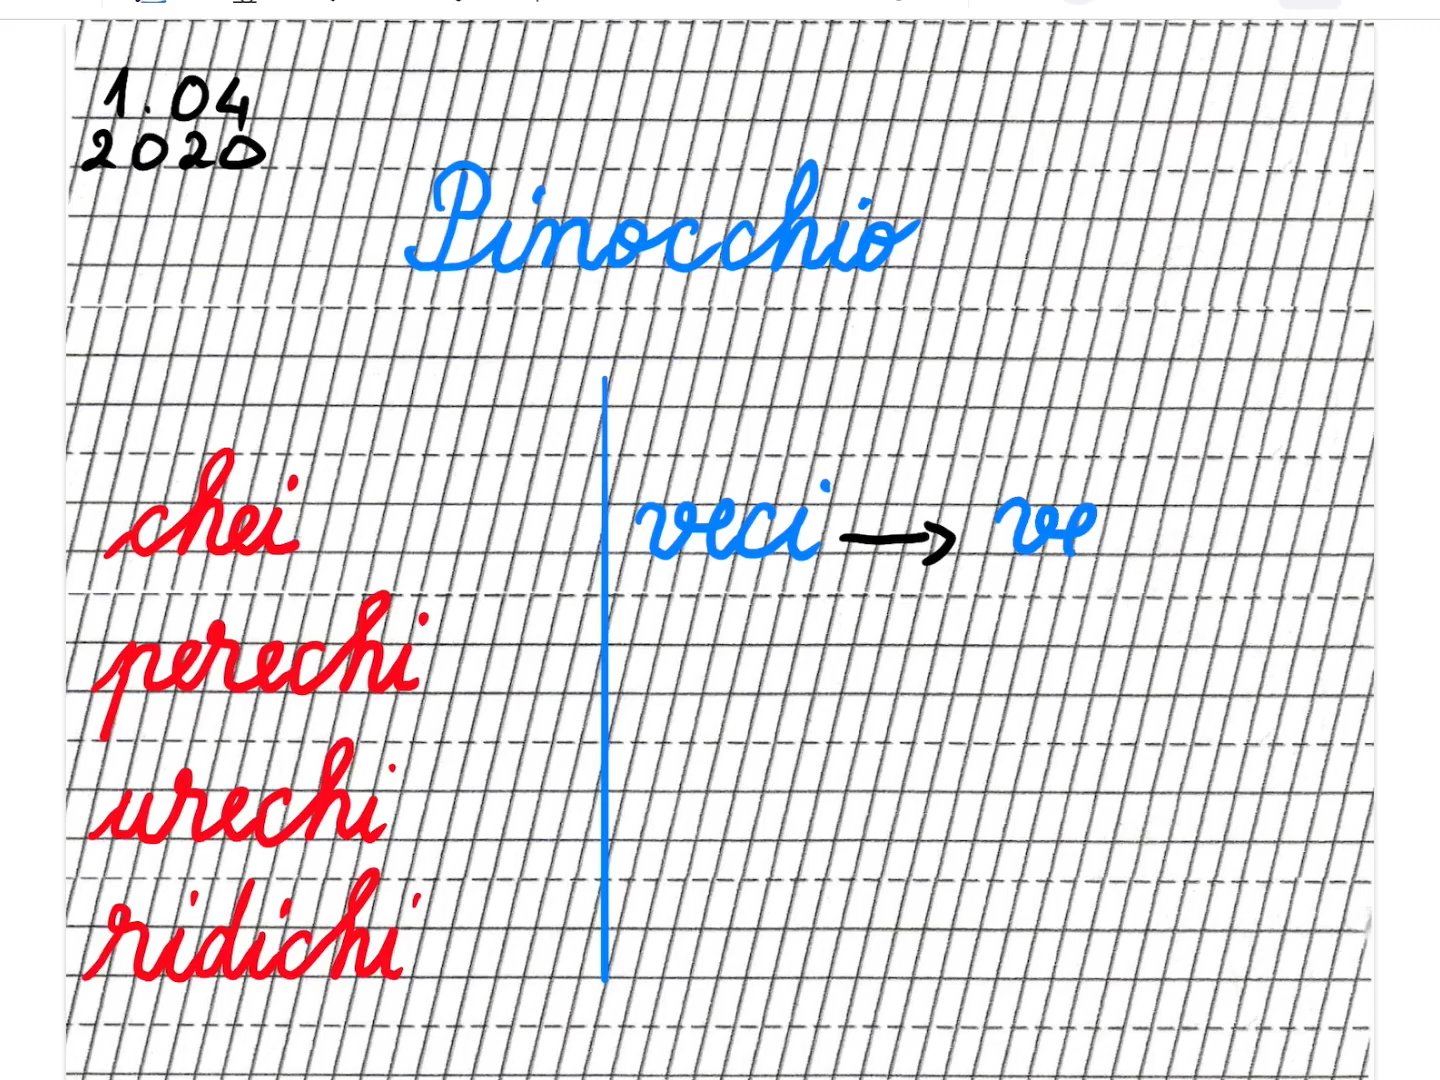 1.04
2020
Pinocchio
chei
perechi
urechi
ridichi
veci → ve